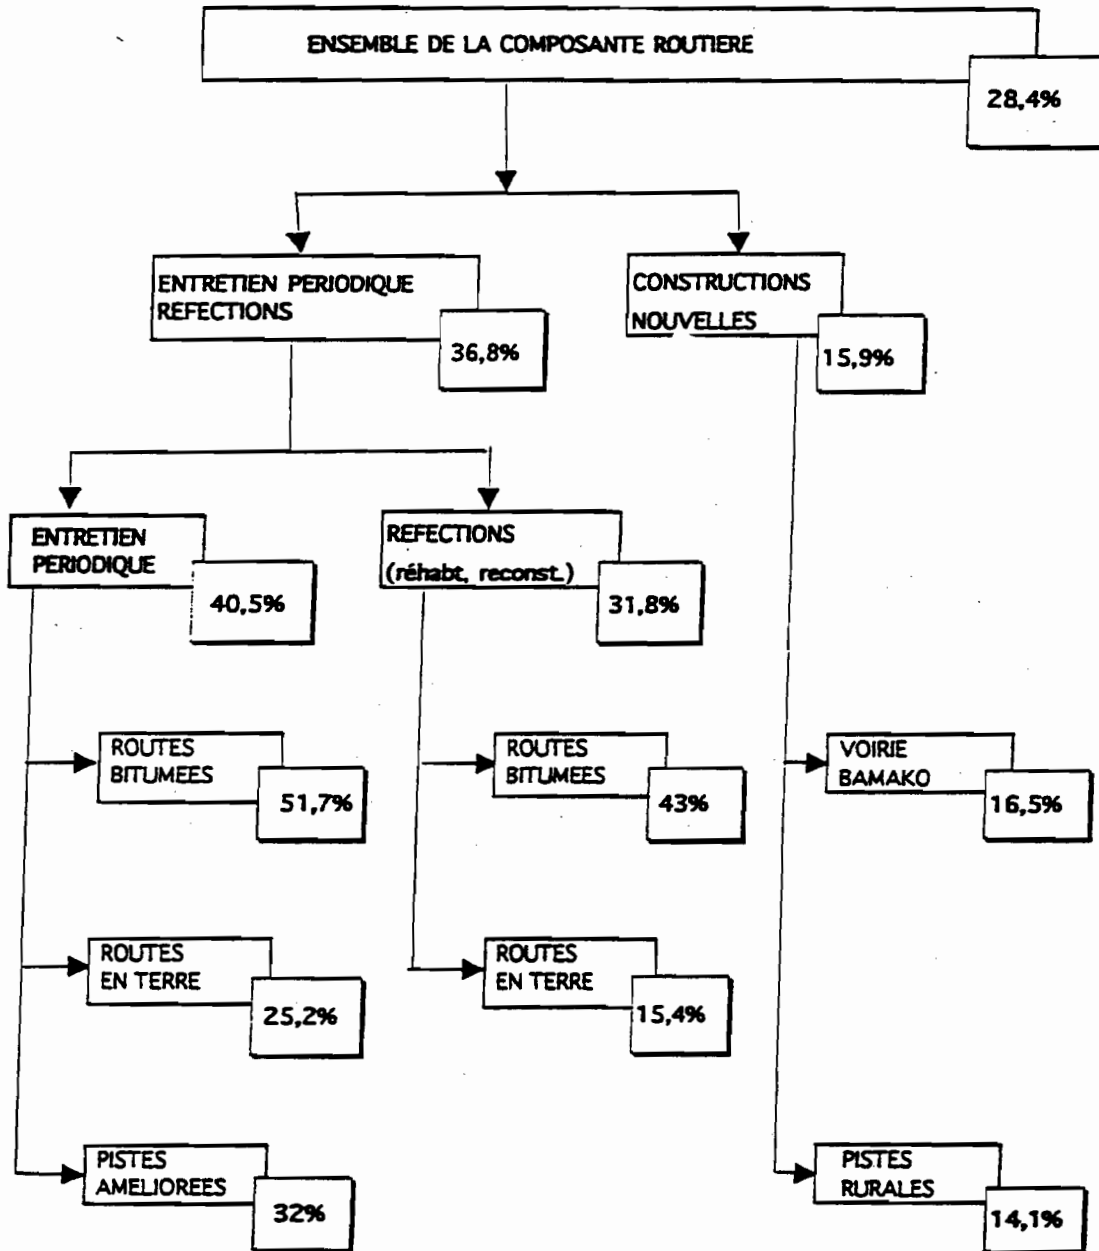 ENSEMBLE DE LA COMPOSANTE ROUTIERE
28,4%
ENTRETIEN PERIODIQUE
REFECTIONS
36,8%
CONSTRUCTIONS
NOUVELLES
15,9%
ENTRETIEN
PERIODIQUE
40,5%
REFECTIONS
(réhabt, reconst.)
31,8%
ROUTES
BITUMEES
51,7%
ROUTES
BITUMEES
43%
VOIRIE
BAMAKO
16,5%
ROUTES
EN TERRE
25,2%
ROUTES
EN TERRE
15,4%
PISTES
AMELIOREES
32%
PISTES
RURALES
14,1%